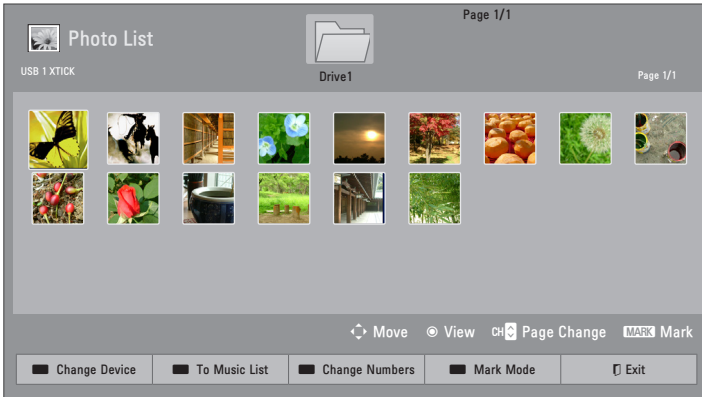 Page 1/1
Photo List
USB 1 XTICK
Drive1
Page 1/1
Move View CH Page Change MARK Mark
Change Device To Music List Change Numbers Mark Mode Exit